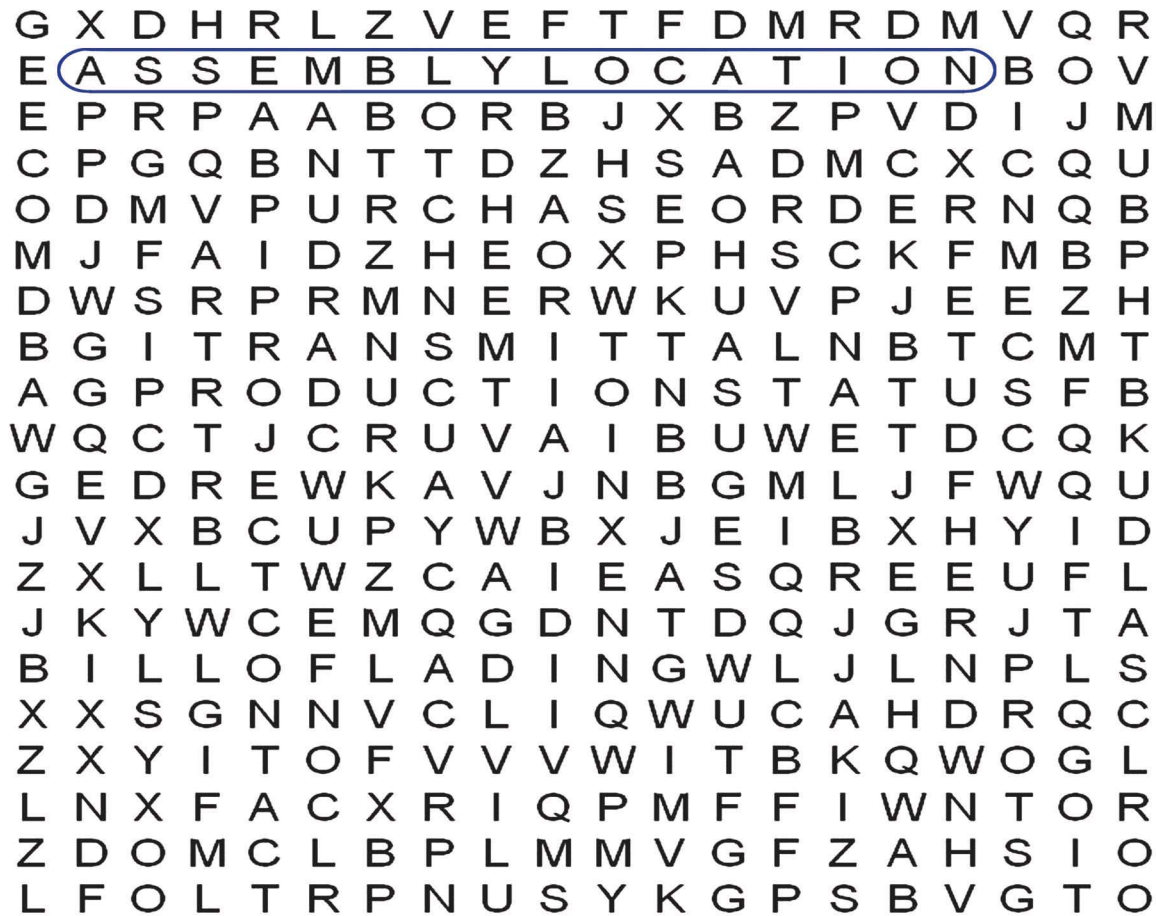 G X D H R L Z V E F T F D M R D M V Q R
E A S S E M B L Y L O C A T I O N B O V
E P R P A A B O R B J X B Z P V D I J M
C P G Q B N T T D Z H S A D M C X C Q U
O D M V P U R C H A S E O R D E R N Q B
M J F A I D Z H E O X P H S C K F M B P
D W S R P R M N E R W K U V P J E E Z H
B G I T R A N S M I T T A L N B T C M T
A G P R O D U C T I O N S T A T U S F B
W Q C T J C R U V A I B U W E T D C Q K
G E D R E W K A V J N B G M L J F W Q U
J V X B C U P Y W B X J E I B X H Y I D
Z X L L T W Z C A I E A S Q R E E U F L
J K Y W C E M Q G D N T D Q J G R J T A
B I L L O F L A D I N G W L J L N P L S
X X S G N N V C L I Q W U C A H D R Q C
Z X Y I T O F V V V W I T B K Q W O G L
L N X F A C X R I Q P M F F I W N T O R
Z D O M C L B P L M M V G F Z A H S I O
L F O L T R P N U S Y K G P S B V G T O